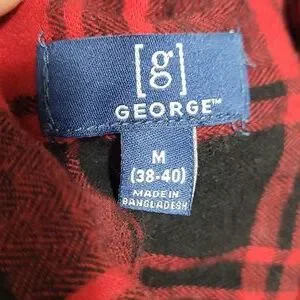 [g]
GEORGE™
M
(38-40)
MADE IN
BANGLADESH